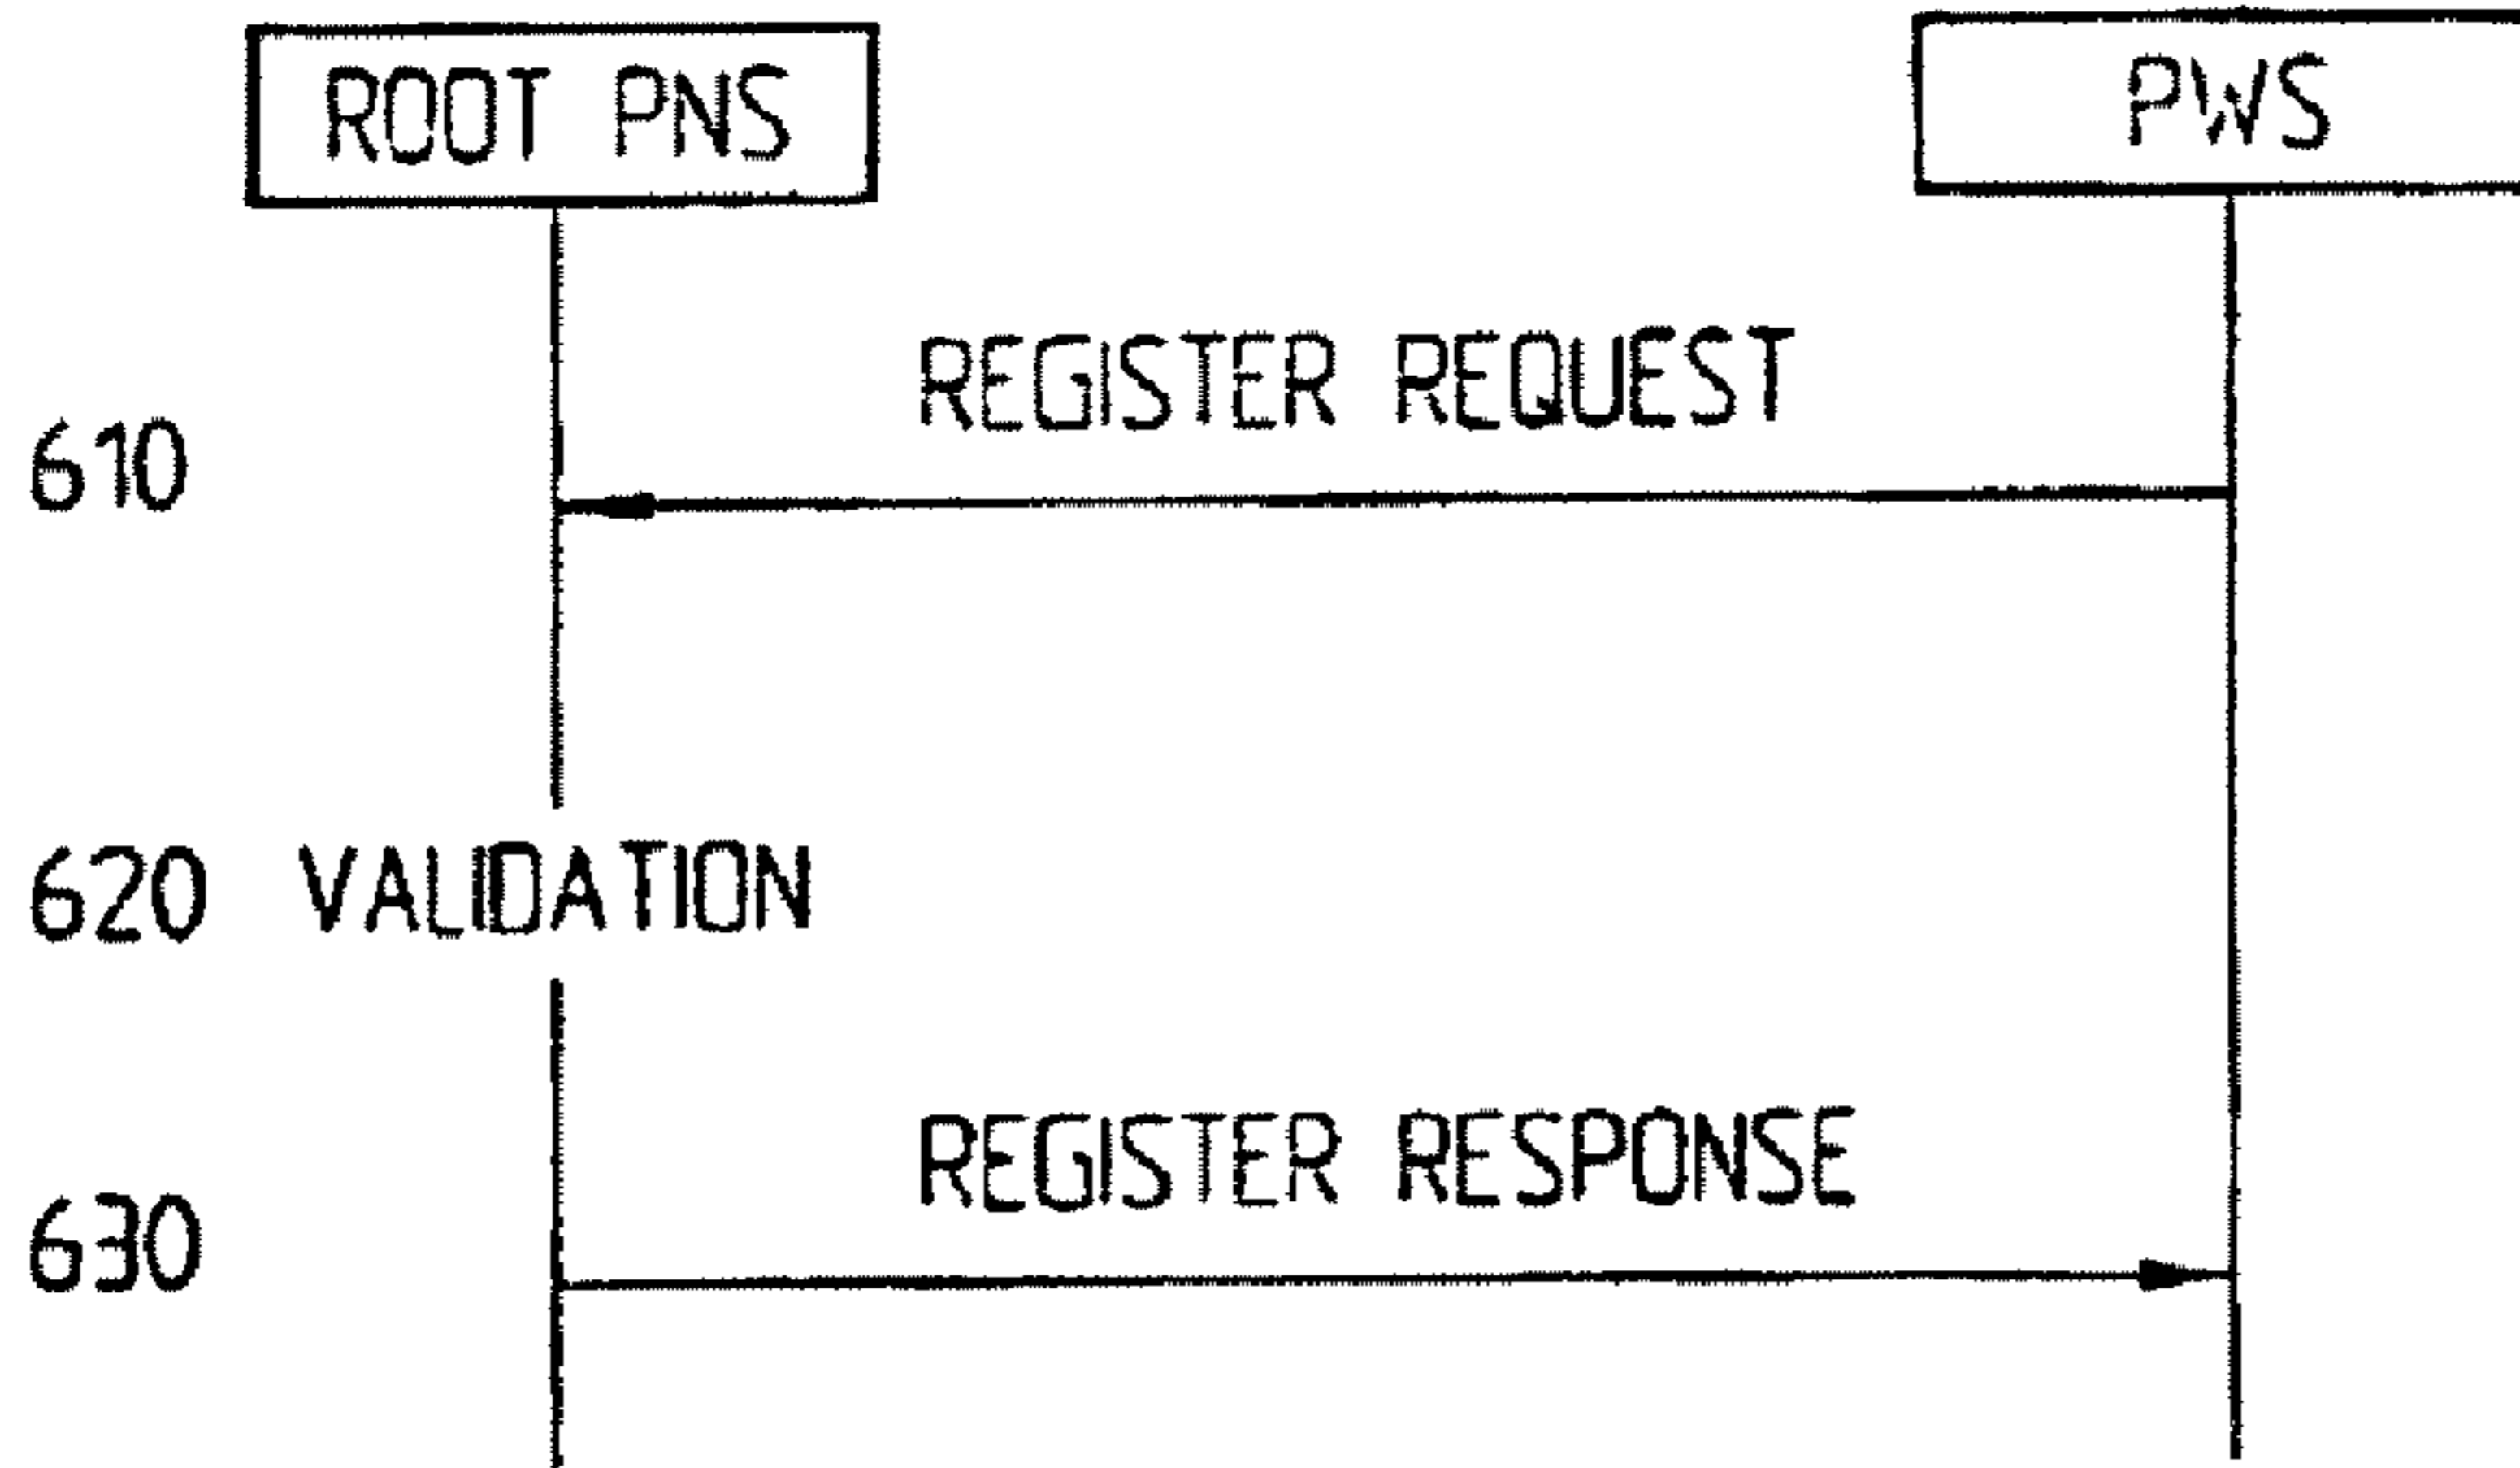 ROOT PNS
PWS
REGISTER REQUEST
610
620 VALIDATION
REGISTER RESPONSE
630